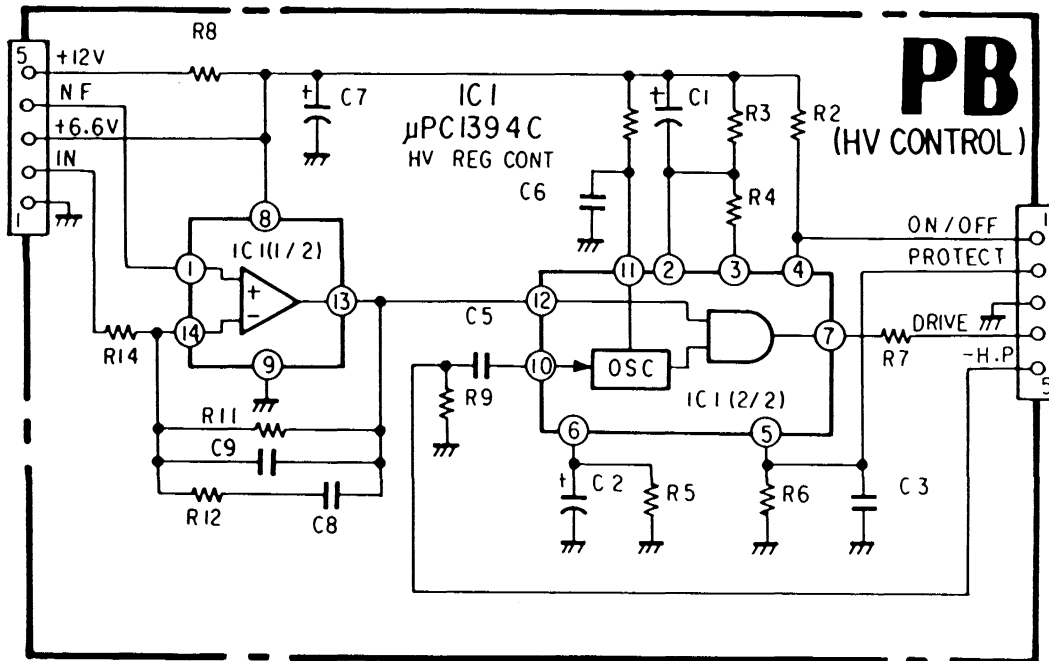 R8
5
+12V
NF
+6.6V
IN
1
C7
IC1
μPC1394C
HV REG CONT
C6
C1
R3
R4
R2
PB
(HV CONTROL)
8
IC1(1/2)
1
+
−
13
14
9
R14
R11
C9
R12
C8
11
2
3
4
12
C5
10
OSC
7
R7
R9
IC1(2/2)
6
5
C2
R5
R6
C3
1
ON/OFF
PROTECT
DRIVE
-H.P
5
+
+
+